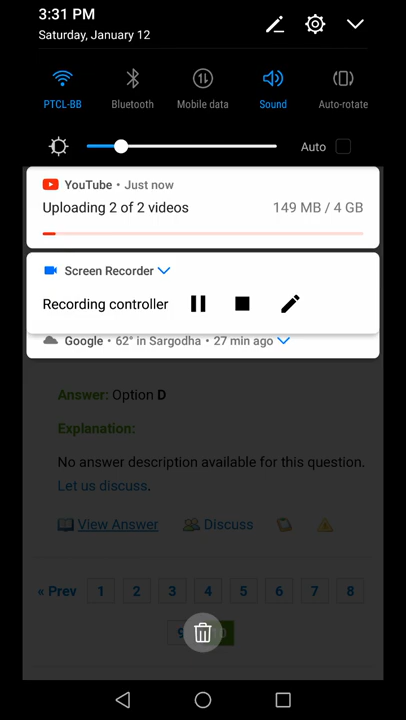 3:31 PM
Saturday, January 12
PTCL-BB
Bluetooth
Mobile data
Sound
Auto-rotate
Auto
YouTube • Just now
Uploading 2 of 2 videos
149 MB / 4 GB
Screen Recorder
Recording controller
Google • 62° in Sargodha • 27 min ago
Answer: Option D
Explanation:
No answer description available for this question.
Let us discuss.
View Answer
Discuss
« Prev 1 2 3 4 5 6 7 8
9